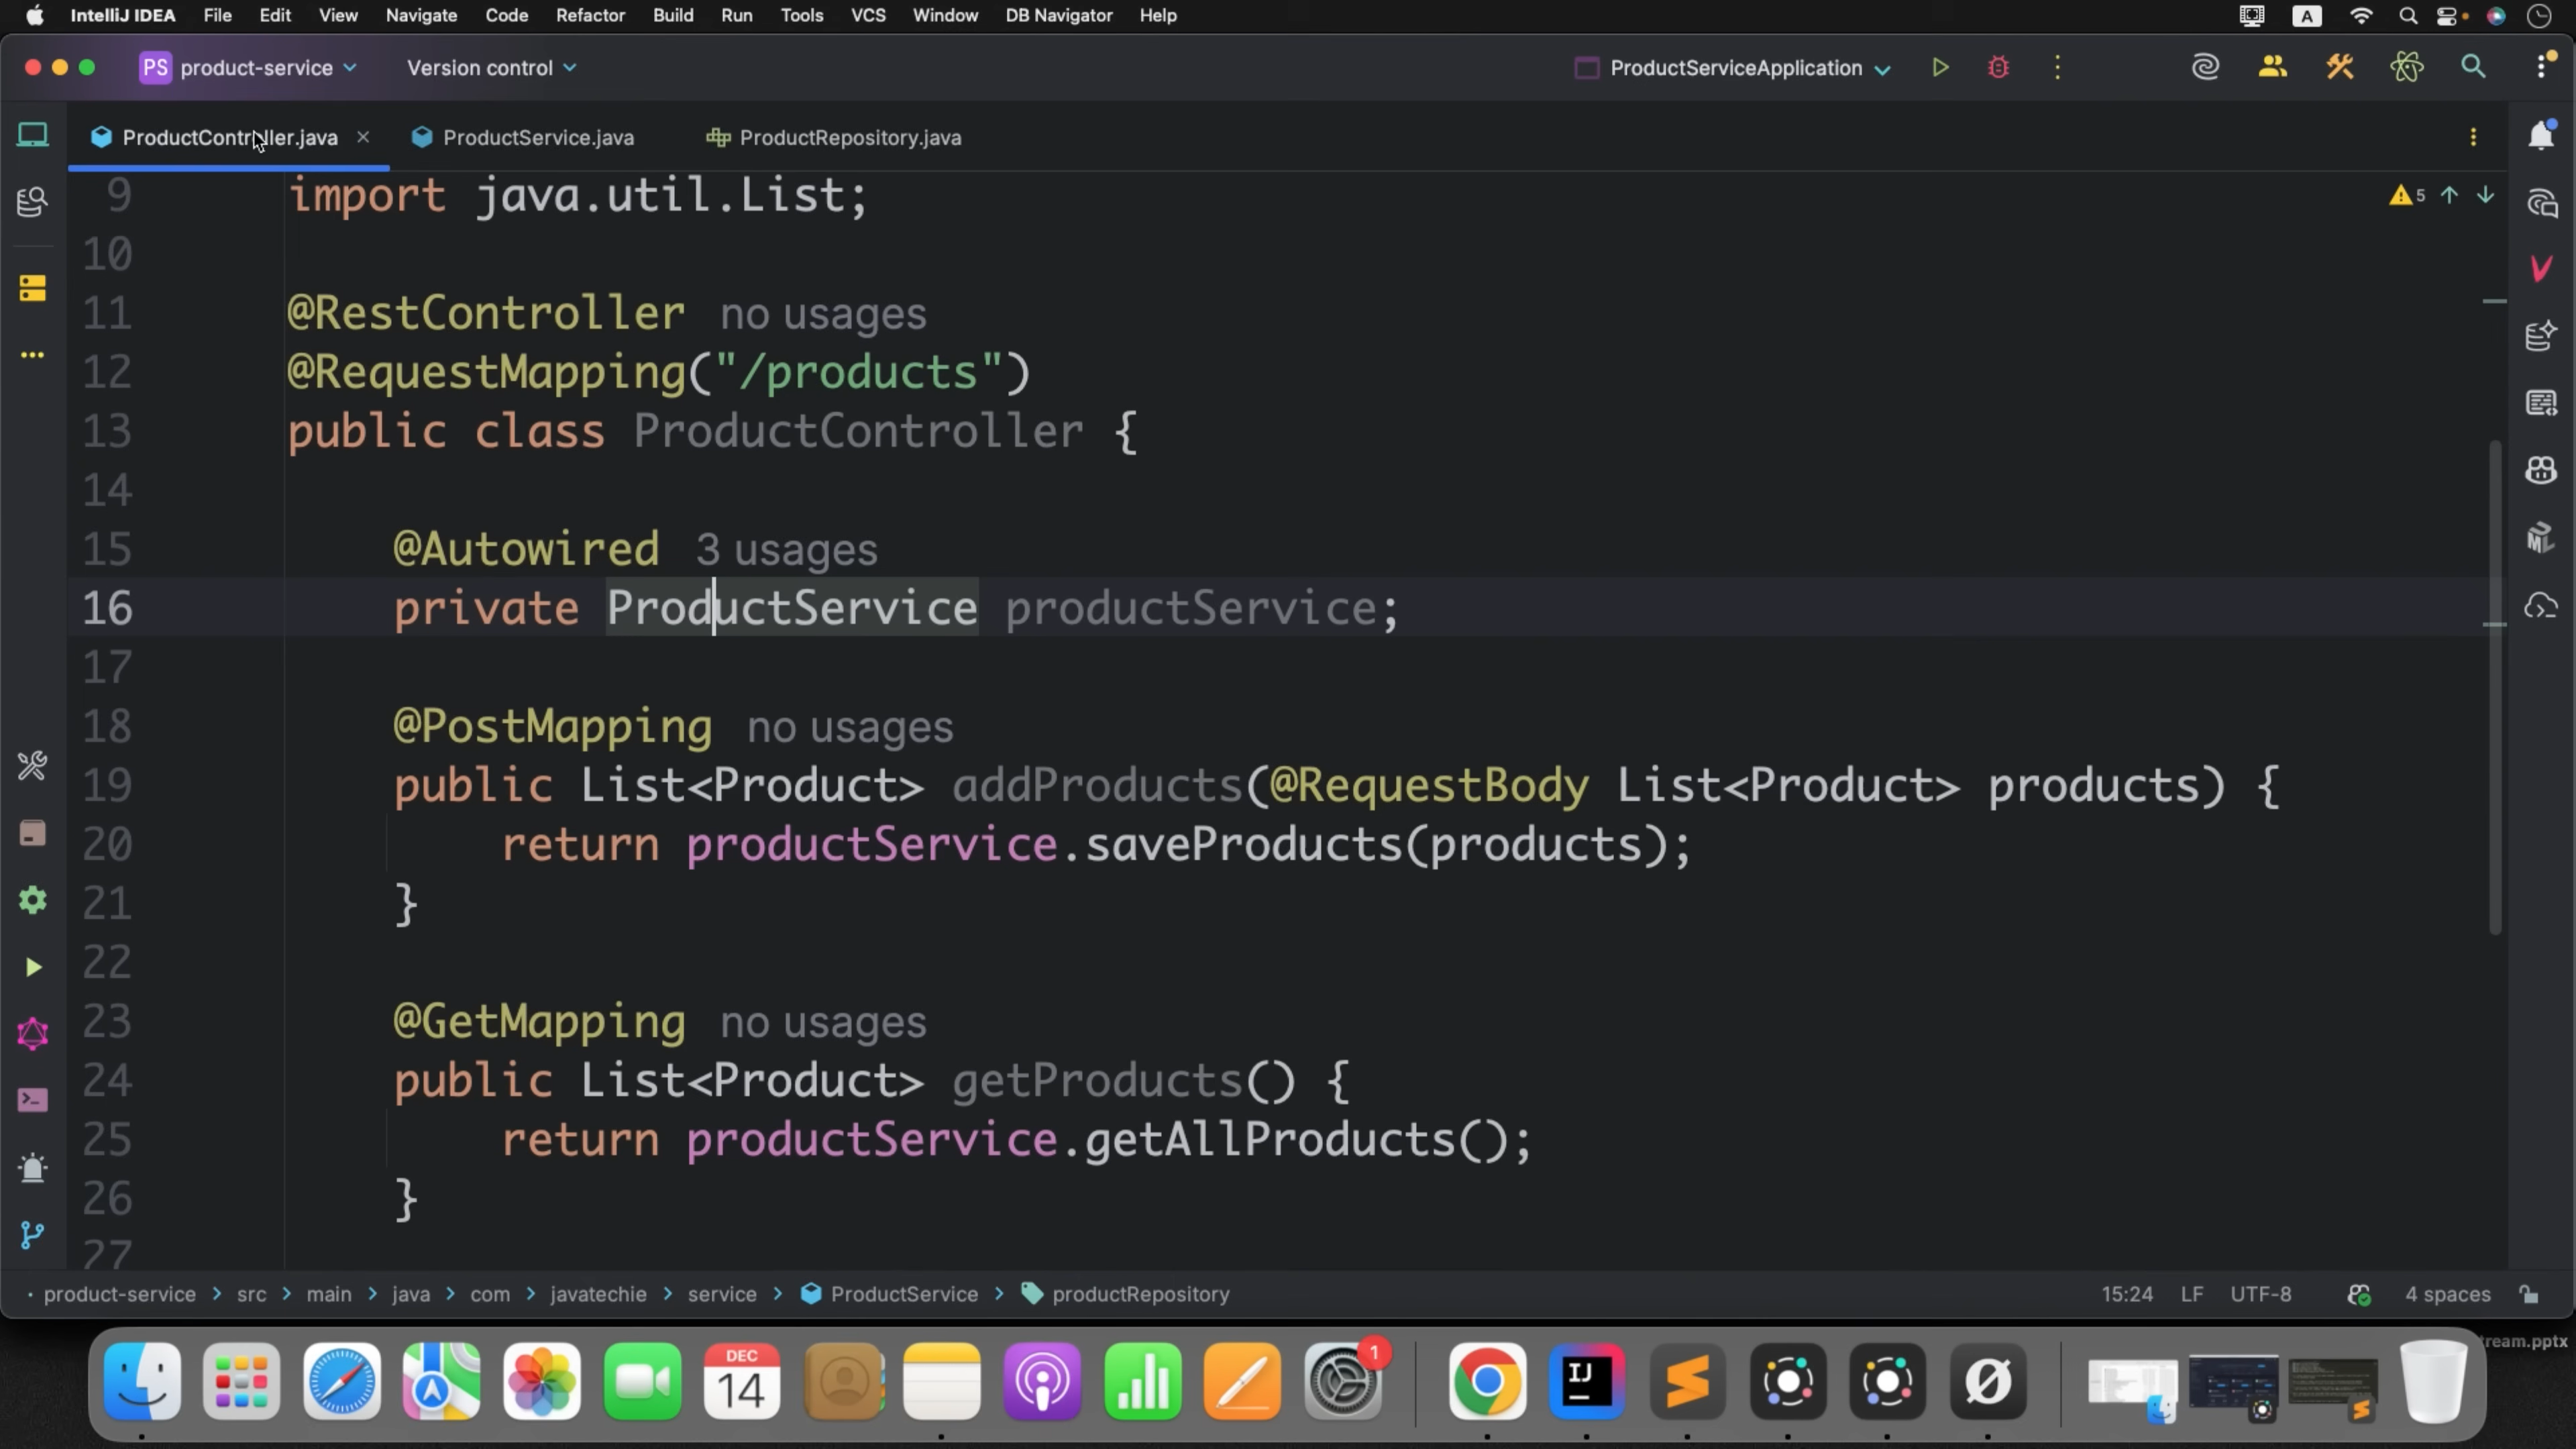 IntelliJ IDEA File Edit View Navigate Code Refactor Build Run Tools VCS Window DB Navigator Help A
PS product-service Version control ProductServiceApplication
ProductController.java ProductService.java ProductRepository.java
9 import java.util.List; 5
10
11 @RestController no usages
12 @RequestMapping("/products")
13 public class ProductController {
14
15 @Autowired 3 usages
16 private ProductService productService;
17
18 @PostMapping no usages
19 public List<Product> addProducts(@RequestBody List<Product> products) {
20 return productService.saveProducts(products);
21 }
22
23 @GetMapping no usages
24 public List<Product> getProducts() {
25 return productService.getAllProducts();
26 }
27
product-service > src > main > java > com > javatechie > service > ProductService > productRepository 15:24 LF UTF-8 4 spaces
tream.pptx
DEC
14
1
IJ